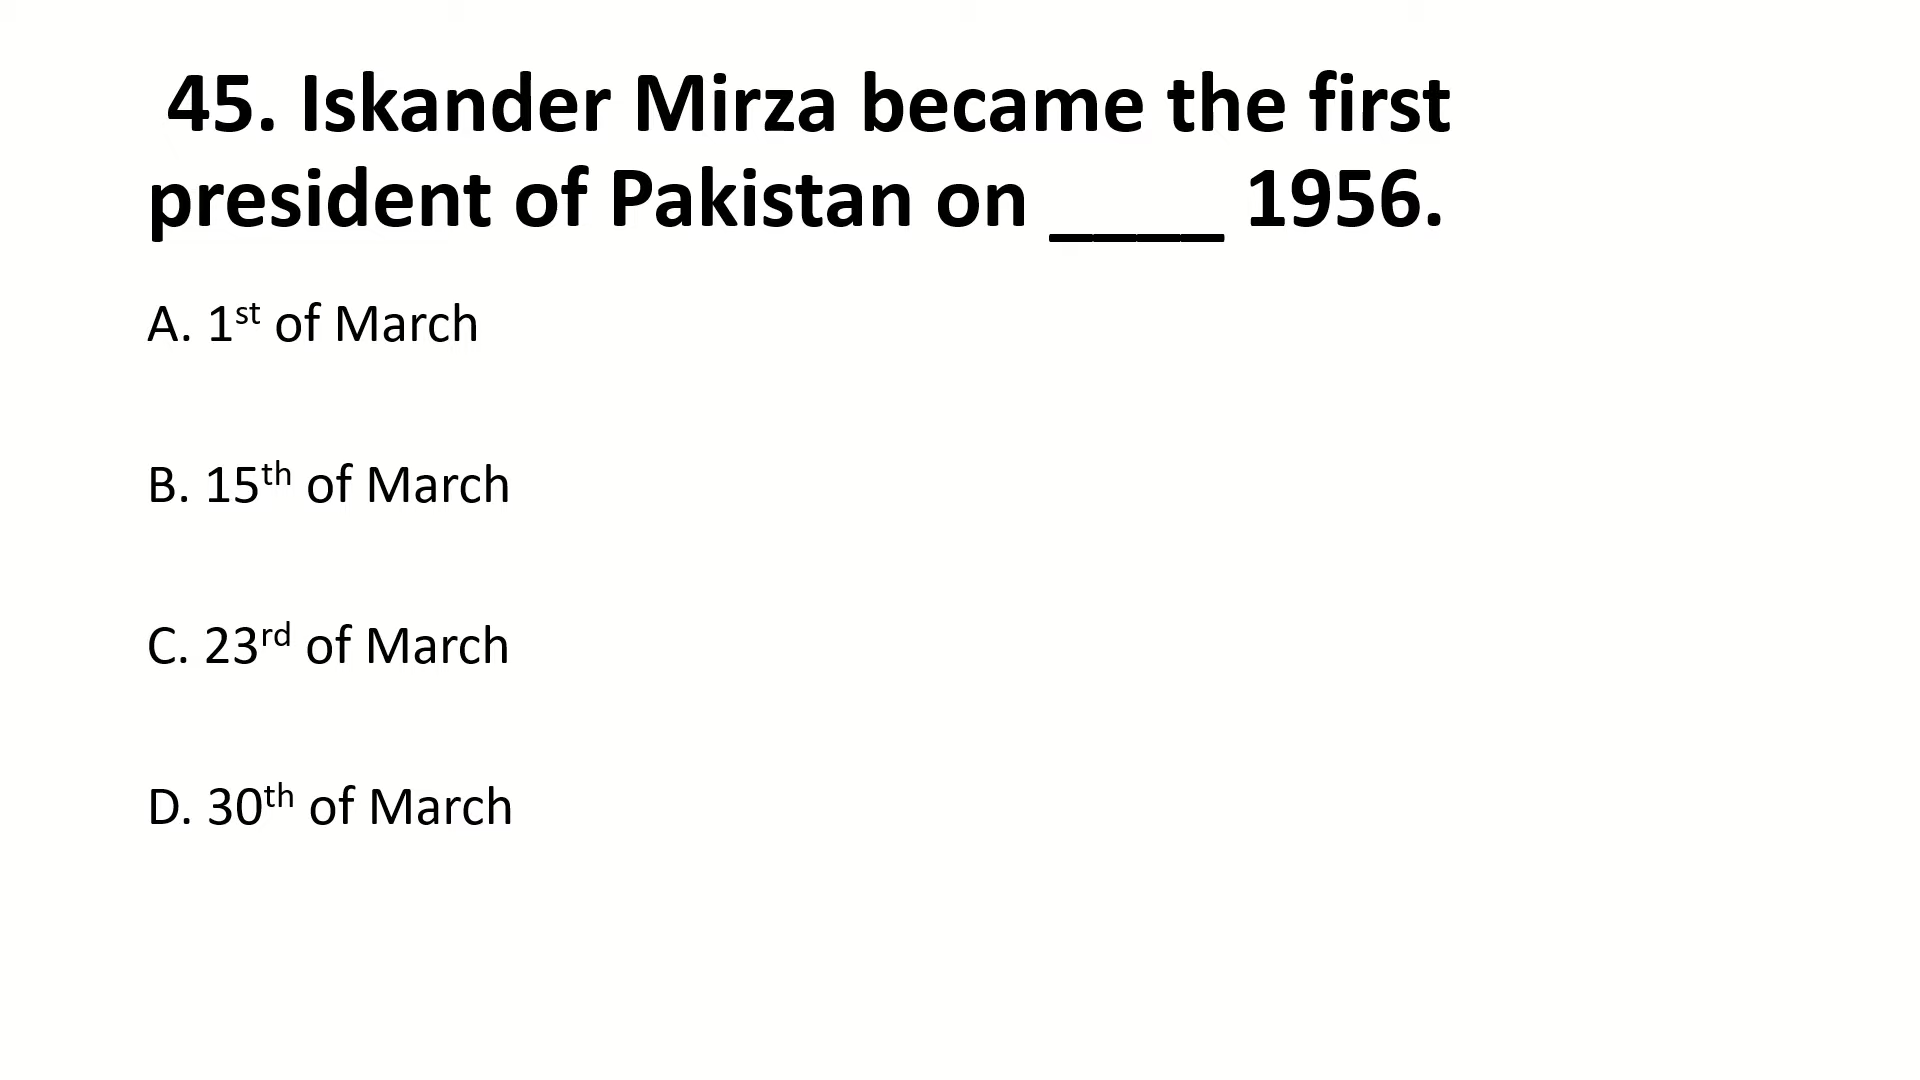 45. Iskander Mirza became the first
president of Pakistan on ____ 1956.
A. 1st of March
B. 15th of March
C. 23rd of March
D. 30th of March